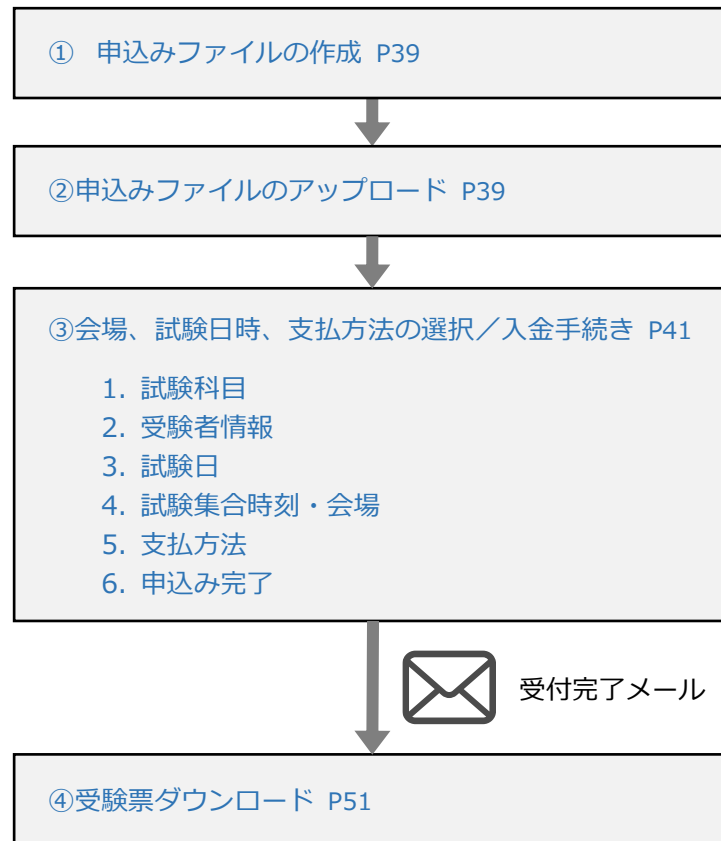 ① 申込みファイルの作成 P39
②申込みファイルのアップロード P39
③会場、試験日時、支払方法の選択／入金手続き P41
1. 試験科目
2. 受験者情報
3. 試験日
4. 試験集合時刻・会場
5. 支払方法
6. 申込み完了
受付完了メール
④受験票ダウンロード P51